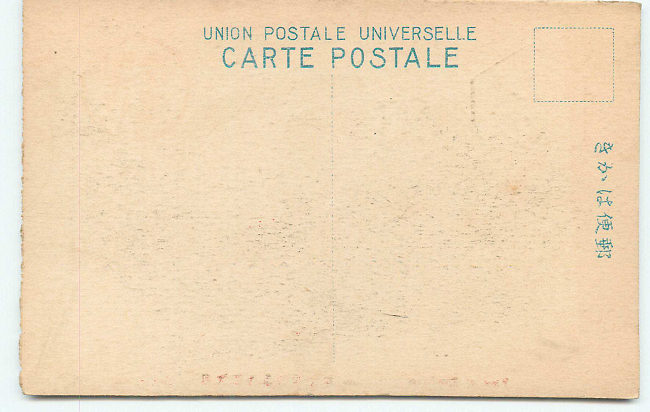 UNION POSTALE UNIVERSELLE
CARTE POSTALE
郵便はかき